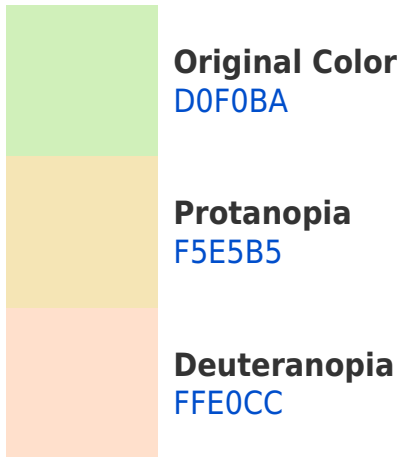 Original Color
D0F0BA
Protanopia
F5E5B5
Deuteranopia
FFE0CC